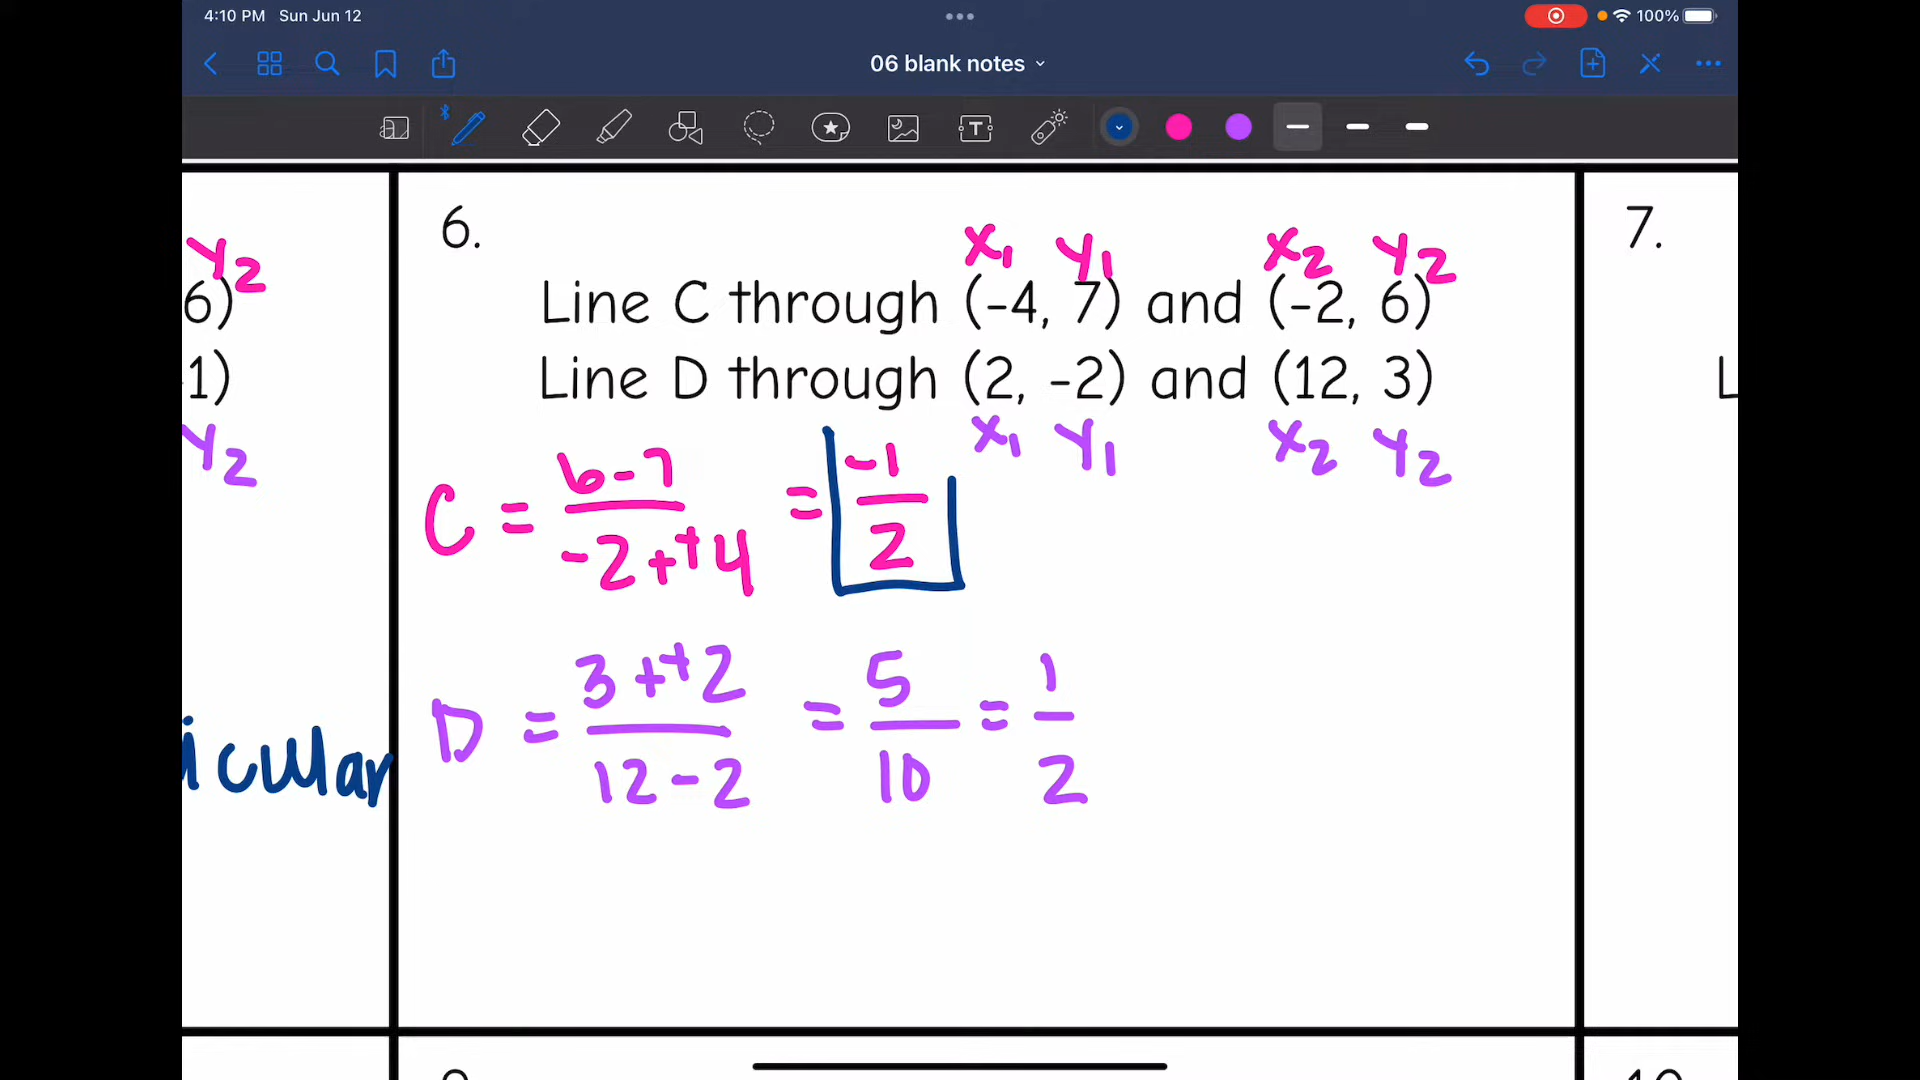 4:10 PM Sun Jun 12
100%
06 blank notes
6.
7.
Y2
6)
1)
Y2
icular
X1 Y1 X2 Y2
Line C through (-4, 7) and (-2, 6)
Line D through (2, -2) and (12, 3)
X1 Y1 X2 Y2
C = 6-7 / -2++4 = -1 / 2
D = 3++2 / 12-2 = 5 / 10 = 1 / 2
L